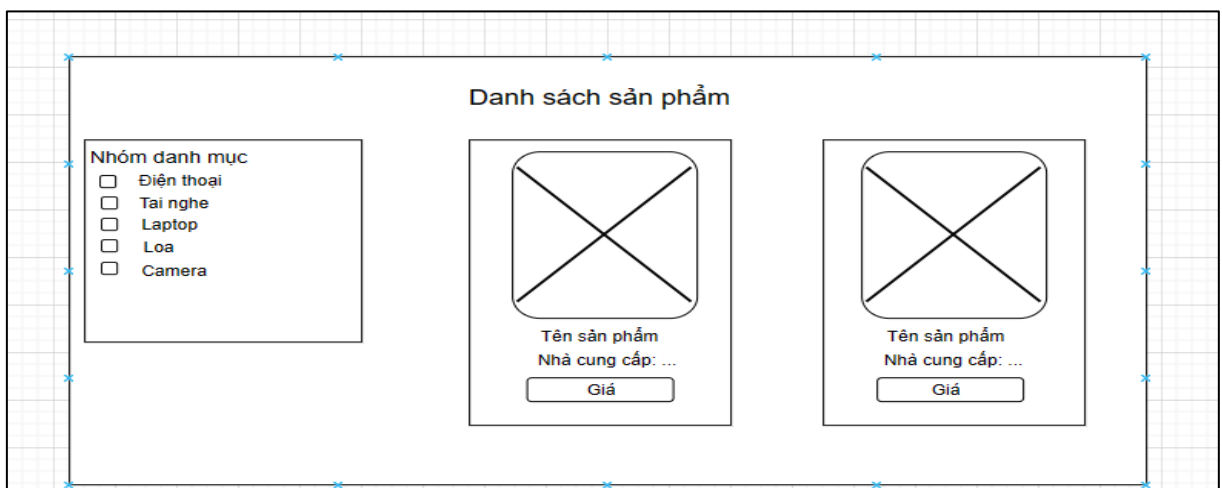 Danh sách sản phẩm
Nhóm danh mục
Điện thoại
Tai nghe
Laptop
Loa
Camera
Tên sản phẩm
Nhà cung cấp: ...
Giá
Tên sản phẩm
Nhà cung cấp: ...
Giá